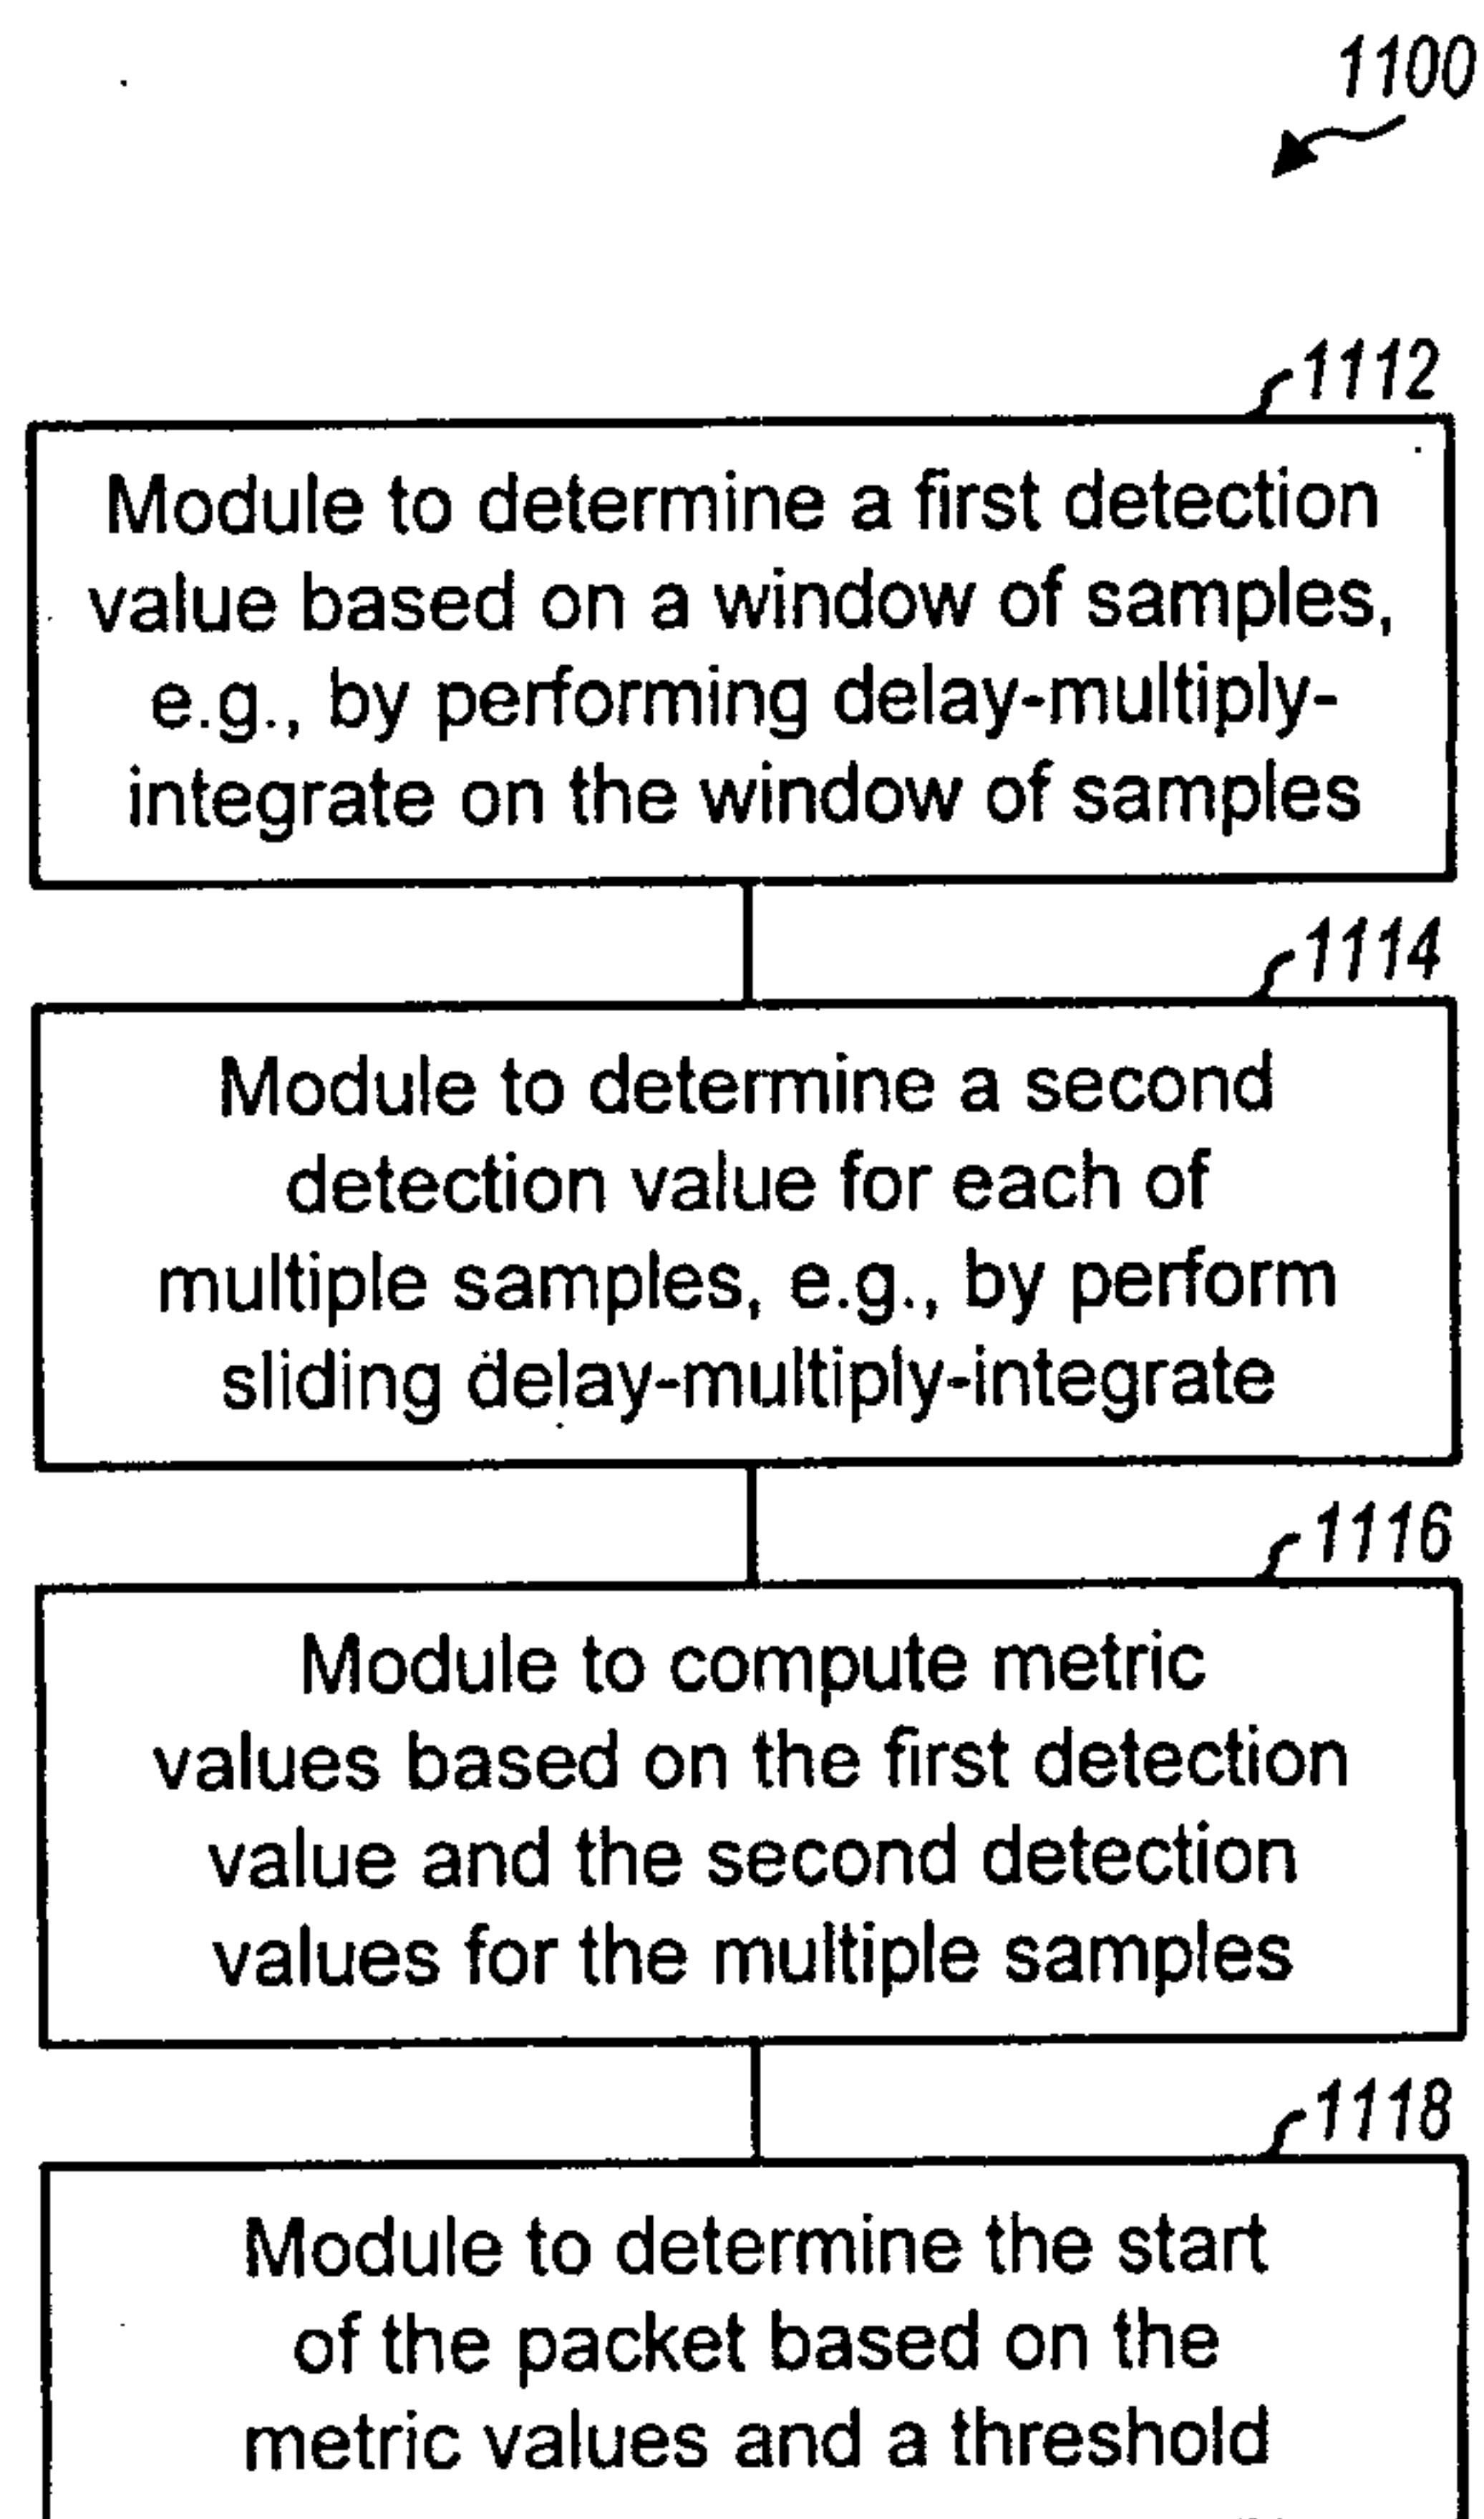 1100
1112
Module to determine a first detection
value based on a window of samples,
e.g., by performing delay-multiply-
integrate on the window of samples
1114
Module to determine a second
detection value for each of
multiple samples, e.g., by perform
sliding delay-multiply-integrate
1116
Module to compute metric
values based on the first detection
value and the second detection
values for the multiple samples
1118
Module to determine the start
of the packet based on the
metric values and a threshold